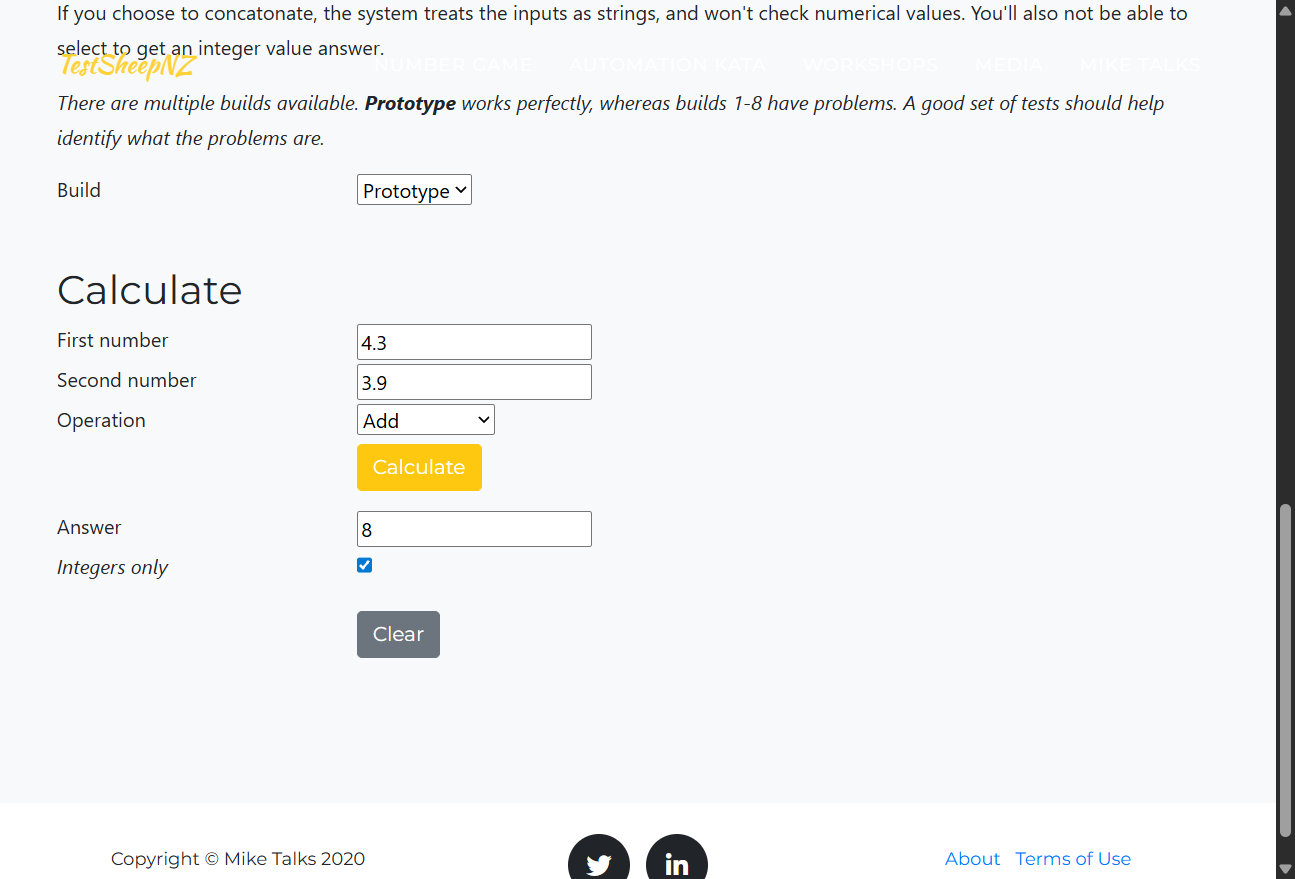 If you choose to concatonate, the system treats the inputs as strings, and won't check numerical values. You'll also not be able to
select to get an integer value answer.
TestSheepNZ
NUMBER GAME
AUTOMATION KATA
WORKSHOPS
MEDIA
MIKE TALKS
There are multiple builds available. Prototype works perfectly, whereas builds 1-8 have problems. A good set of tests should help
identify what the problems are.
Build
Prototype
Calculate
First number
4.3
Second number
3.9
Operation
Add
Calculate
Answer
8
Integers only
Clear
Copyright © Mike Talks 2020
in
About
Terms of Use